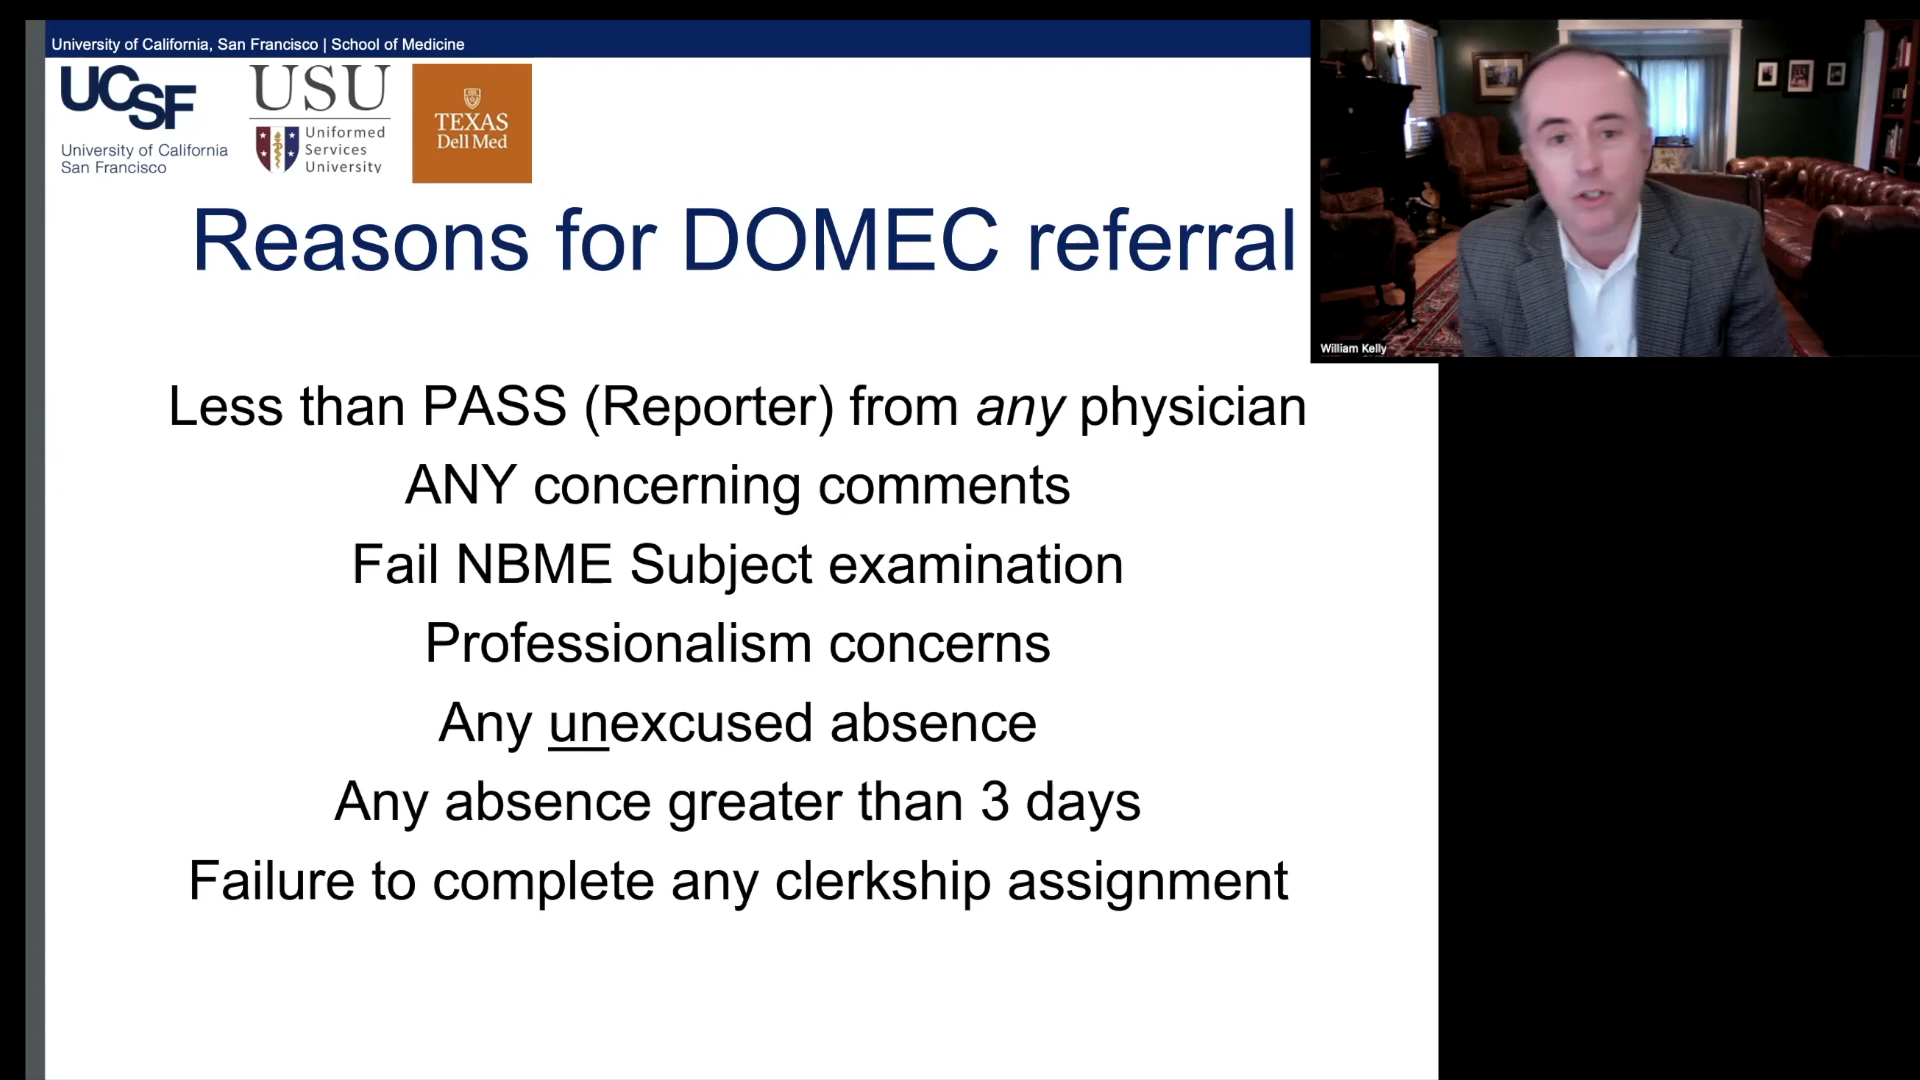 University of California, San Francisco | School of Medicine
UCSF
University of California
San Francisco
USU
Uniformed
Services
University
TEXAS
Dell Med
Reasons for DOMEC referral
William Kelly
Less than PASS (Reporter) from any physician
ANY concerning comments
Fail NBME Subject examination
Professionalism concerns
Any unexcused absence
Any absence greater than 3 days
Failure to complete any clerkship assignment